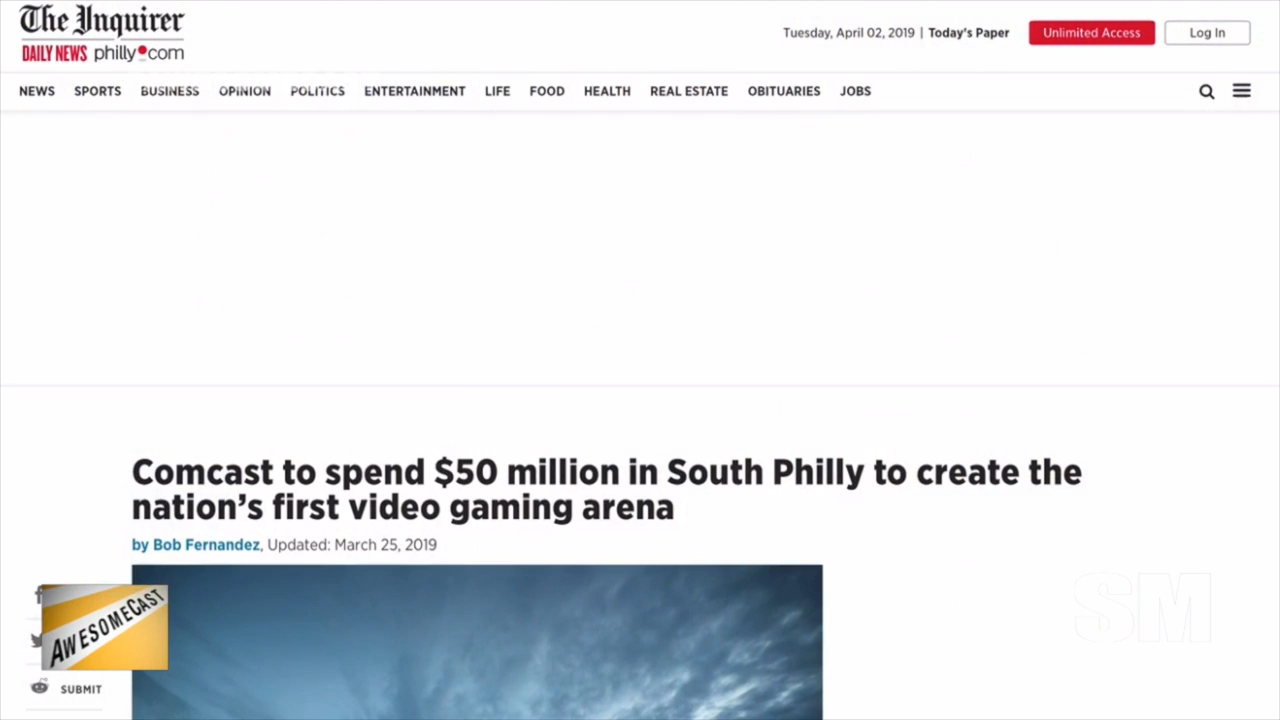 The Inquirer
DAILY NEWS philly.com
Tuesday, April 02, 2019 | Today's Paper
Unlimited Access
Log In
NEWS SPORTS BUSINESS OPINION POLITICS ENTERTAINMENT LIFE FOOD HEALTH REAL ESTATE OBITUARIES JOBS
Comcast to spend $50 million in South Philly to create the
nation's first video gaming arena
by Bob Fernandez, Updated: March 25, 2019
AWESOMECAST
SM
SUBMIT